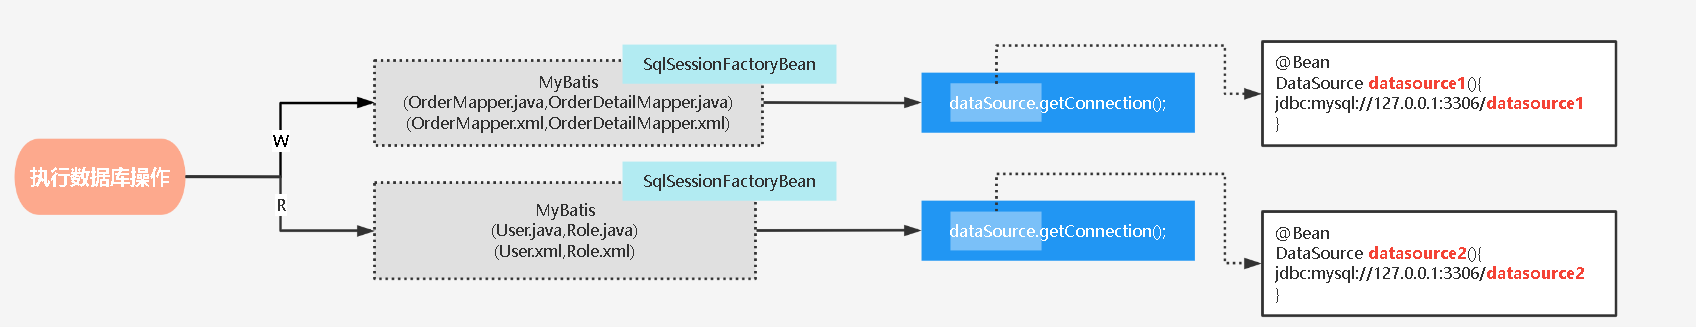 执行数据库操作
W
R
SqlSessionFactoryBean
MyBatis
(OrderMapper.java,OrderDetailMapper.java)
(OrderMapper.xml,OrderDetailMapper.xml)
dataSource.getConnection();
@Bean
DataSource datasource1(){
jdbc:mysql://127.0.0.1:3306/datasource1
}
SqlSessionFactoryBean
MyBatis
(User.java,Role.java)
(User.xml,Role.xml)
dataSource.getConnection();
@Bean
DataSource datasource2(){
jdbc:mysql://127.0.0.1:3306/datasource2
}